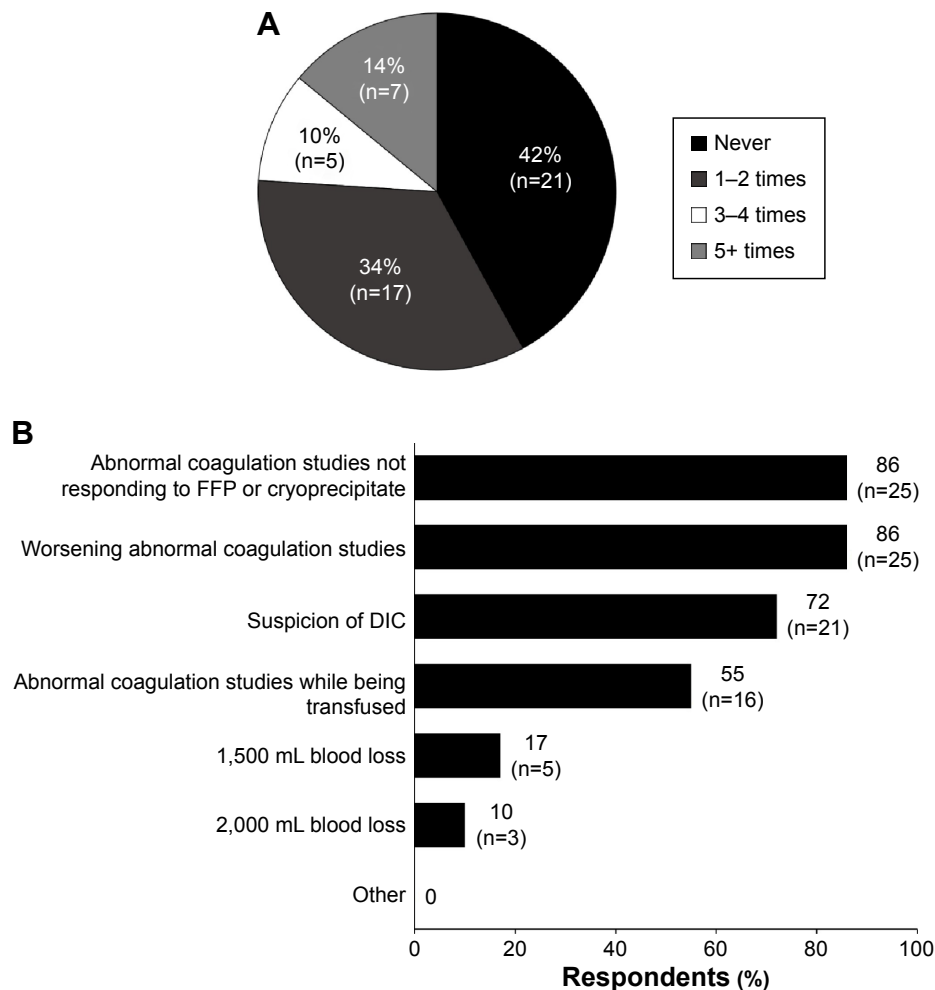 A
14%
(n=7)
10%
(n=5)
42%
(n=21)
34%
(n=17)
Never
1–2 times
3–4 times
5+ times
B
Abnormal coagulation studies not
responding to FFP or cryoprecipitate
86
(n=25)
Worsening abnormal coagulation studies
86
(n=25)
Suspicion of DIC
72
(n=21)
Abnormal coagulation studies while being
transfused
55
(n=16)
1,500 mL blood loss
17
(n=5)
2,000 mL blood loss
10
(n=3)
Other
0
0 20 40 60 80 100
Respondents (%)